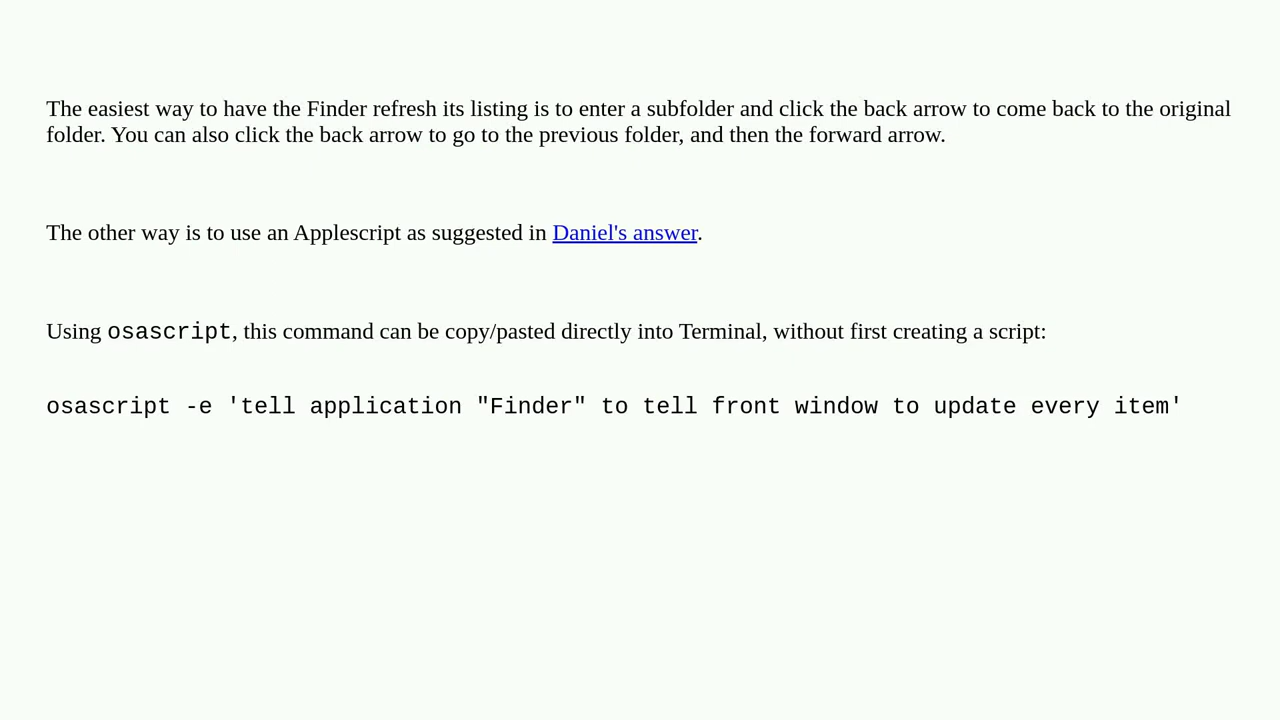 The easiest way to have the Finder refresh its listing is to enter a subfolder and click the back arrow to come back to the original
folder. You can also click the back arrow to go to the previous folder, and then the forward arrow.
The other way is to use an Applescript as suggested in Daniel's answer.
Using osascript, this command can be copy/pasted directly into Terminal, without first creating a script:
osascript -e 'tell application "Finder" to tell front window to update every item'